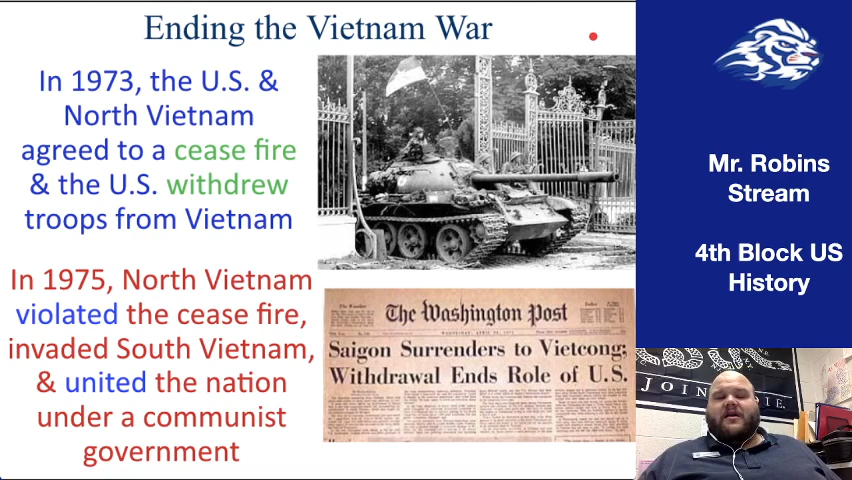 Ending the Vietnam War
In 1973, the U.S. &
North Vietnam
agreed to a cease fire
& the U.S. withdrew
troops from Vietnam
In 1975, North Vietnam
violated the cease fire,
invaded South Vietnam,
& united the nation
under a communist
government
The Washington Post
Saigon Surrenders to Vietcong;
Withdrawal Ends Role of U.S.
Mr. Robins
Stream
4th Block US
History
JOIN